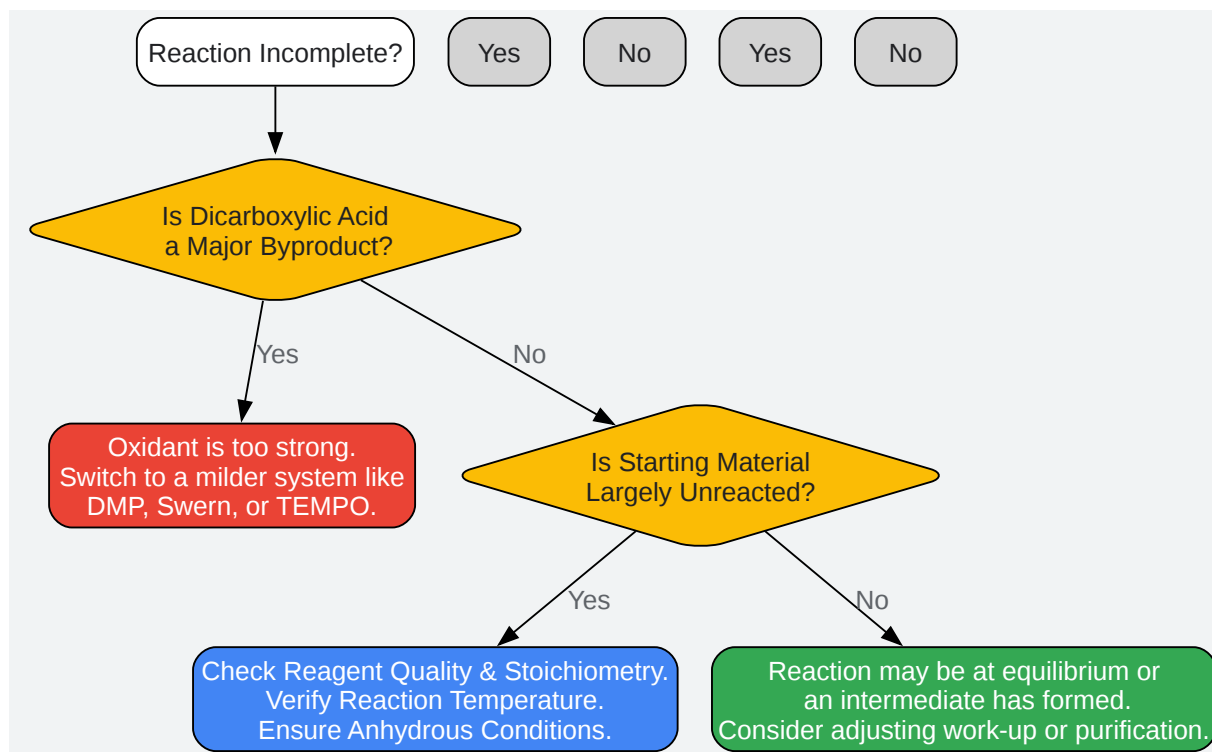 Reaction Incomplete?
Yes
No
Yes
No
Is Dicarboxylic Acid
a Major Byproduct?
Yes
No
Oxidant is too strong.
Switch to a milder system like
DMP, Swern, or TEMPO.
Is Starting Material
Largely Unreacted?
Yes
No
Check Reagent Quality & Stoichiometry.
Verify Reaction Temperature.
Ensure Anhydrous Conditions.
Reaction may be at equilibrium or
an intermediate has formed.
Consider adjusting work-up or purification.